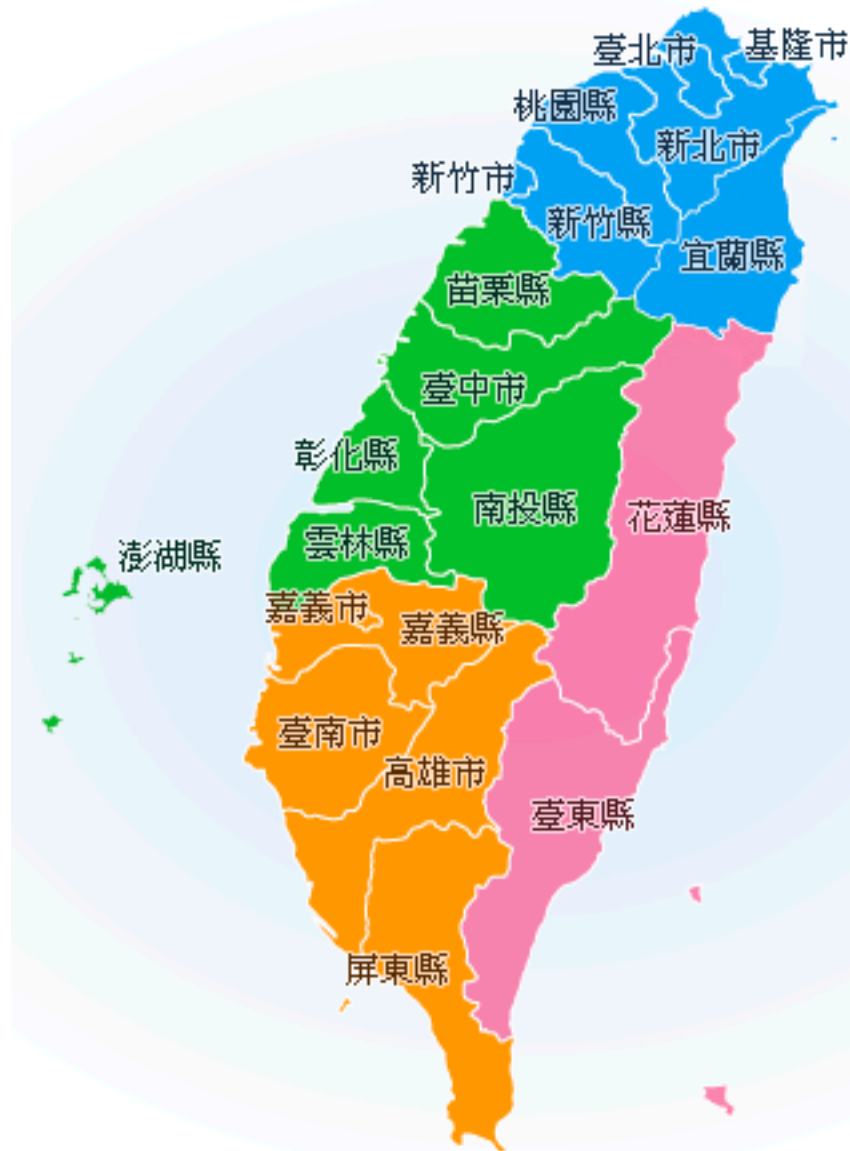 基隆市
臺北市
桃園縣
新北市
新竹市
新竹縣
宜蘭縣
苗栗縣
臺中市
彰化縣
南投縣
花蓮縣
雲林縣
澎湖縣
嘉義市
嘉義縣
臺南市
高雄市
臺東縣
屏東縣